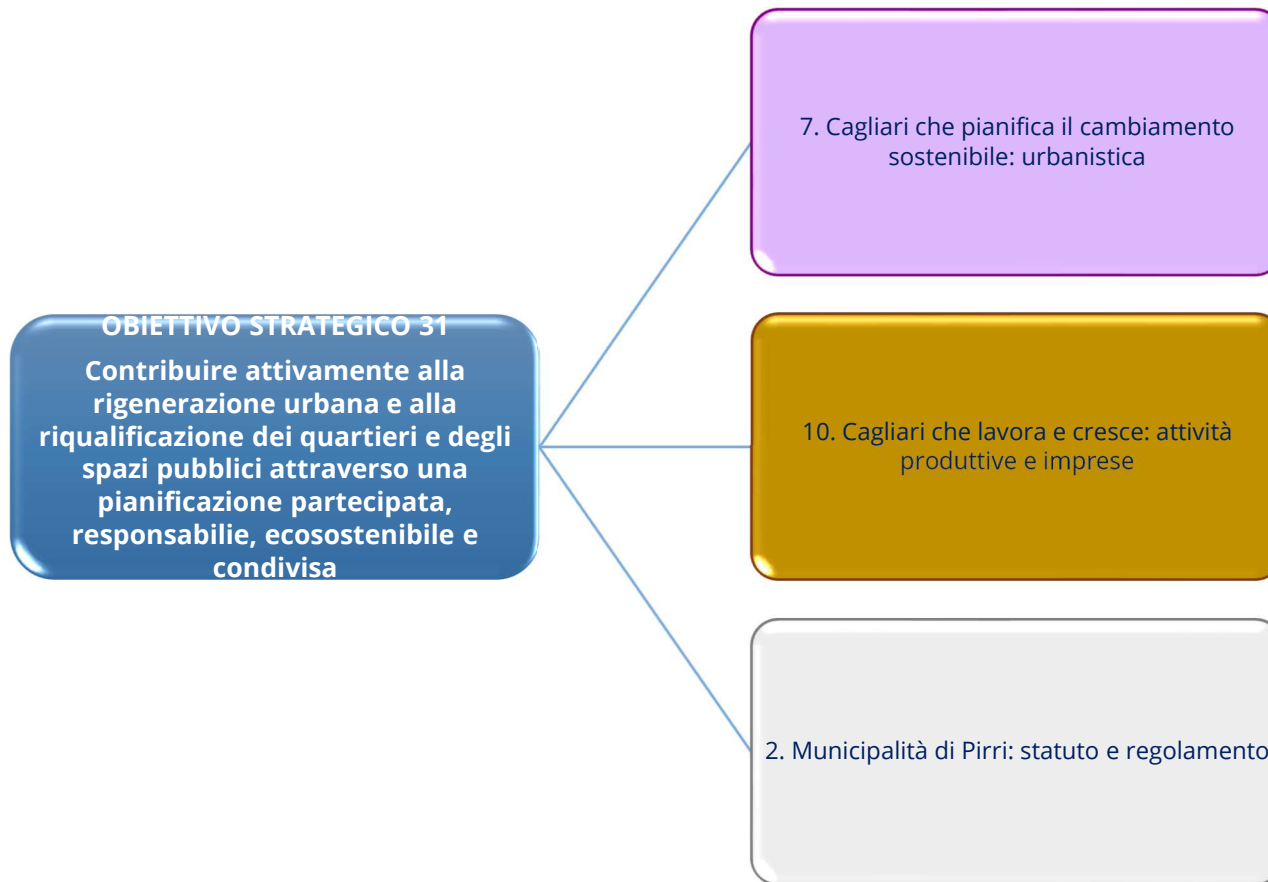 OBIETTIVO STRATEGICO 31
Contribuire attivamente alla
rigenerazione urbana e alla
riqualificazione dei quartieri e degli
spazi pubblici attraverso una
pianificazione partecipata,
responsabilie, ecosostenibile e
condivisa
7. Cagliari che pianifica il cambiamento
sostenibile: urbanistica
10. Cagliari che lavora e cresce: attività
produttive e imprese
2. Municipalità di Pirri: statuto e regolamento